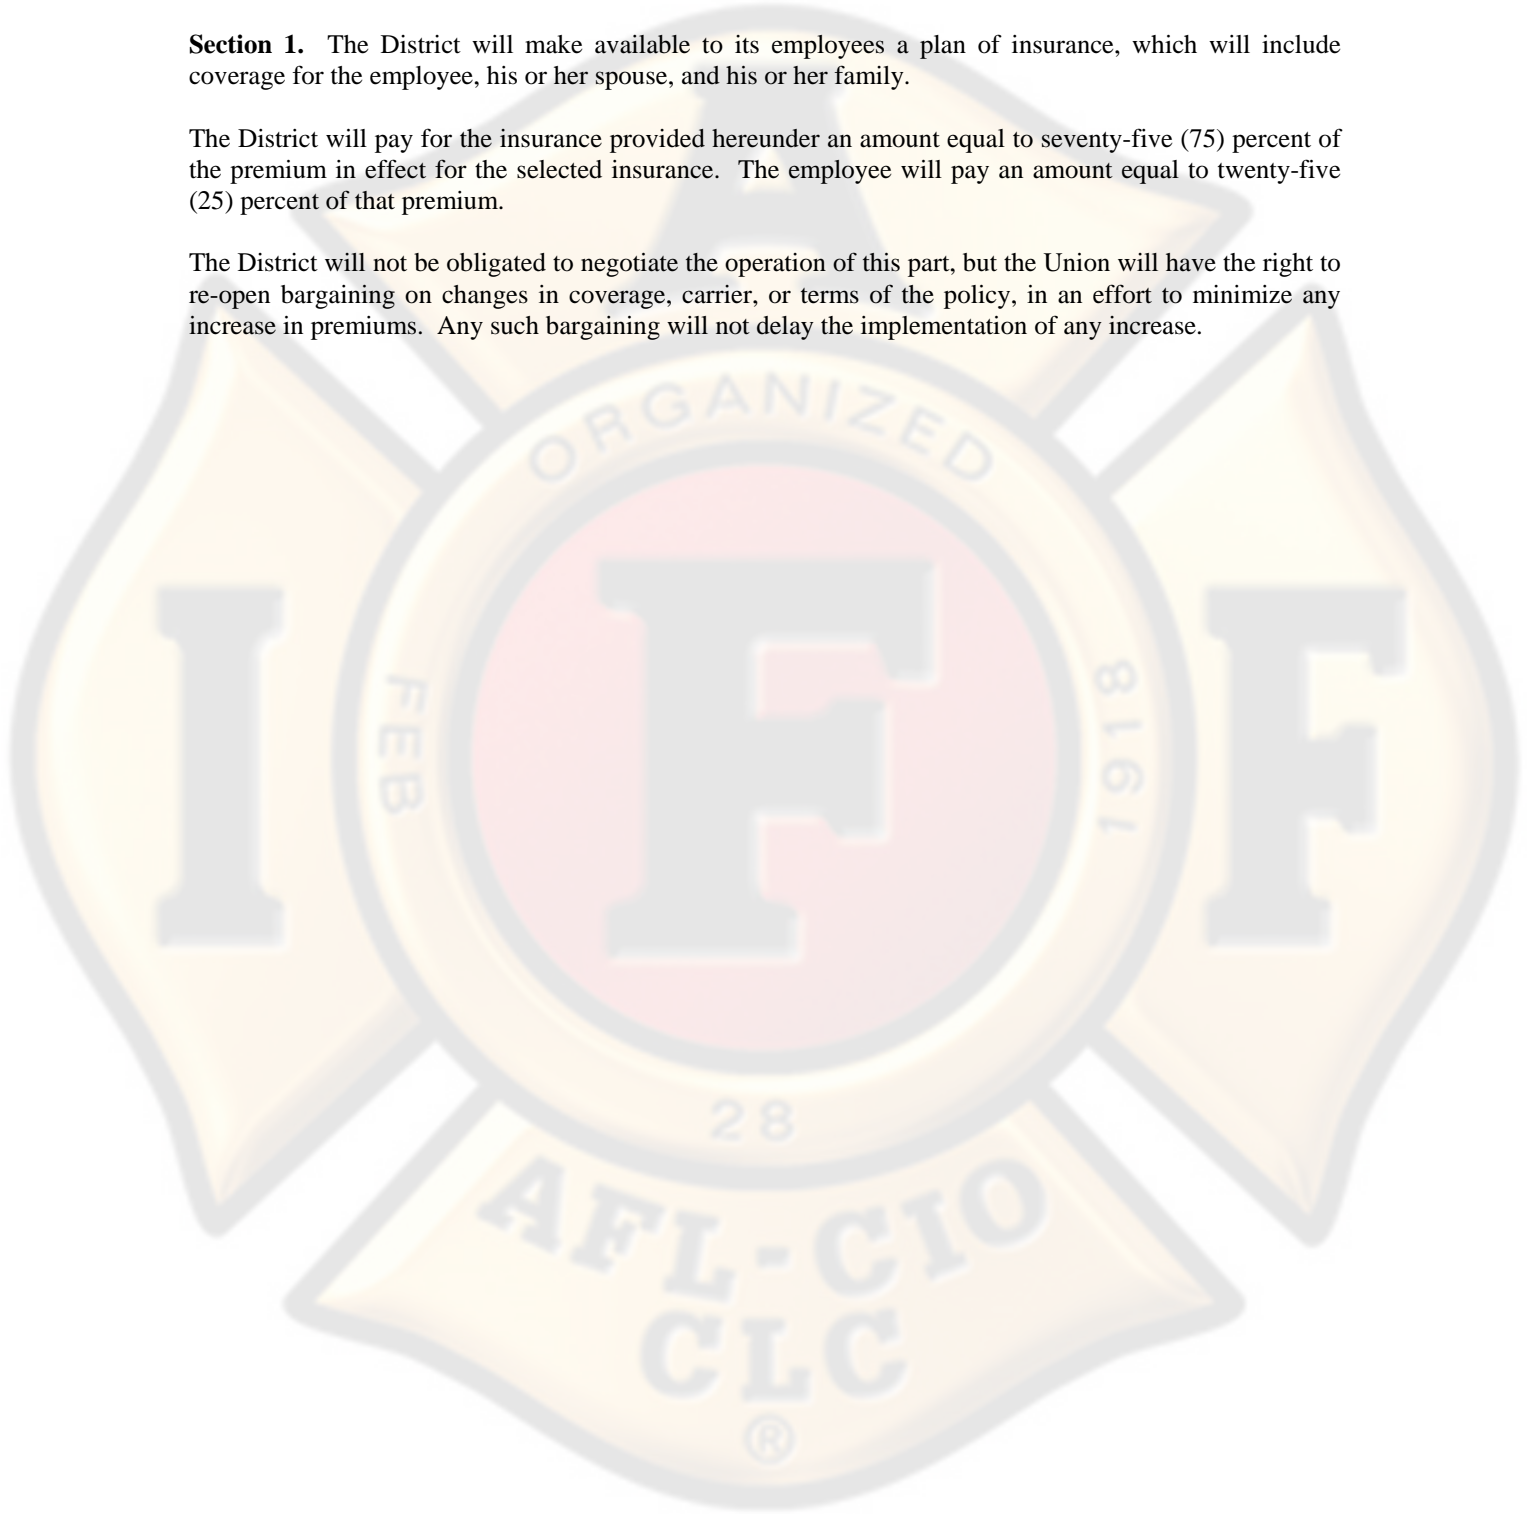 Section 1. The District will make available to its employees a plan of insurance, which will include
coverage for the employee, his or her spouse, and his or her family.
The District will pay for the insurance provided hereunder an amount equal to seventy-five (75) percent of
the premium in effect for the selected insurance. The employee will pay an amount equal to twenty-five
(25) percent of that premium.
The District will not be obligated to negotiate the operation of this part, but the Union will have the right to
re-open bargaining on changes in coverage, carrier, or terms of the policy, in an effort to minimize any
increase in premiums. Any such bargaining will not delay the implementation of any increase.
A
ORGANIZED
I F F
FEB
1918
28
AFL-CIO
CLC
®